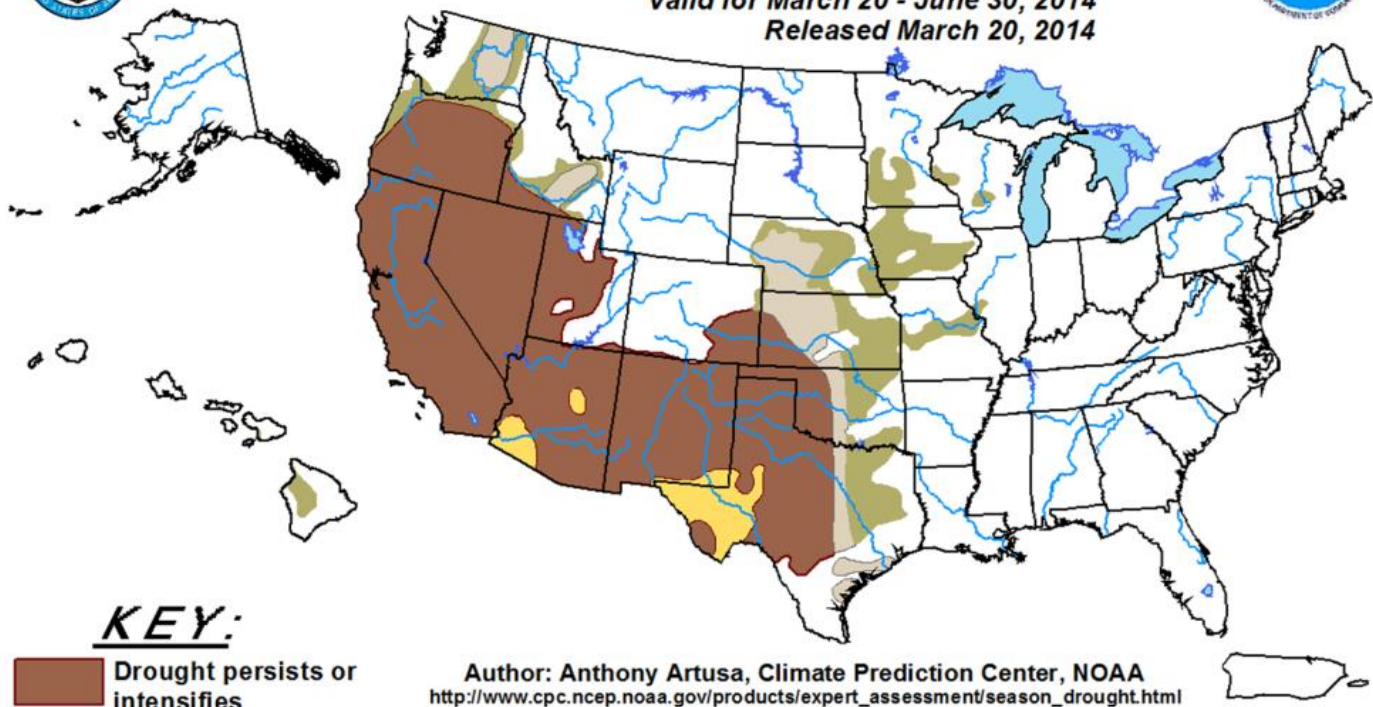 Valid for March 20 - June 30, 2014
Released March 20, 2014
KEY:
Drought persists or
intensifies
Author: Anthony Artusa, Climate Prediction Center, NOAA
http://www.cpc.ncep.noaa.gov/products/expert_assessment/season_drought.html